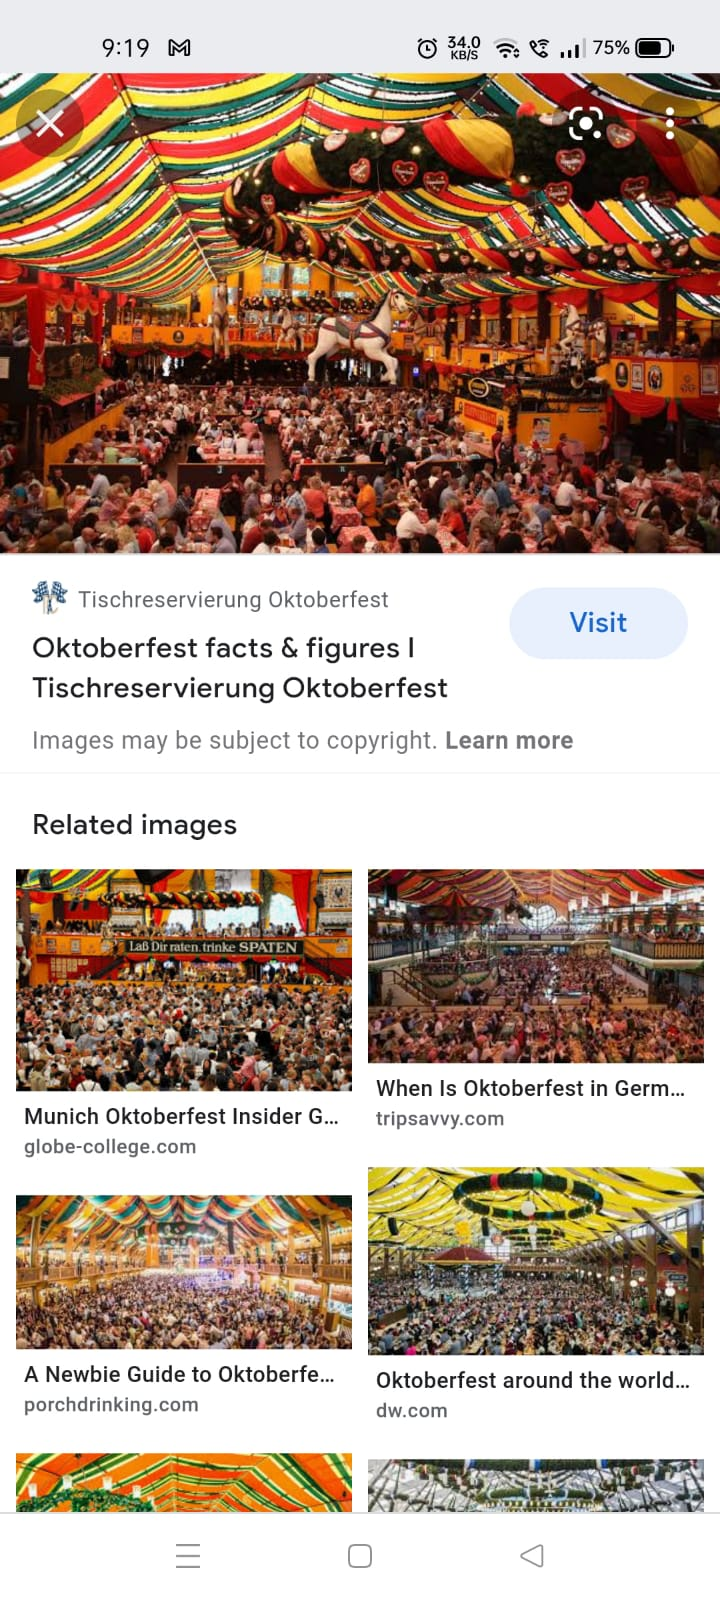 9:19
34.0
KB/S
75%
Tischreservierung Oktoberfest
Visit
Oktoberfest facts & figures I
Tischreservierung Oktoberfest
Images may be subject to copyright. Learn more
Related images
Laß Dir raten, trinke SPATEN
Munich Oktoberfest Insider G...
globe-college.com
When Is Oktoberfest in Germ...
tripsavvy.com
A Newbie Guide to Oktoberfe...
porchdrinking.com
Oktoberfest around the world...
dw.com